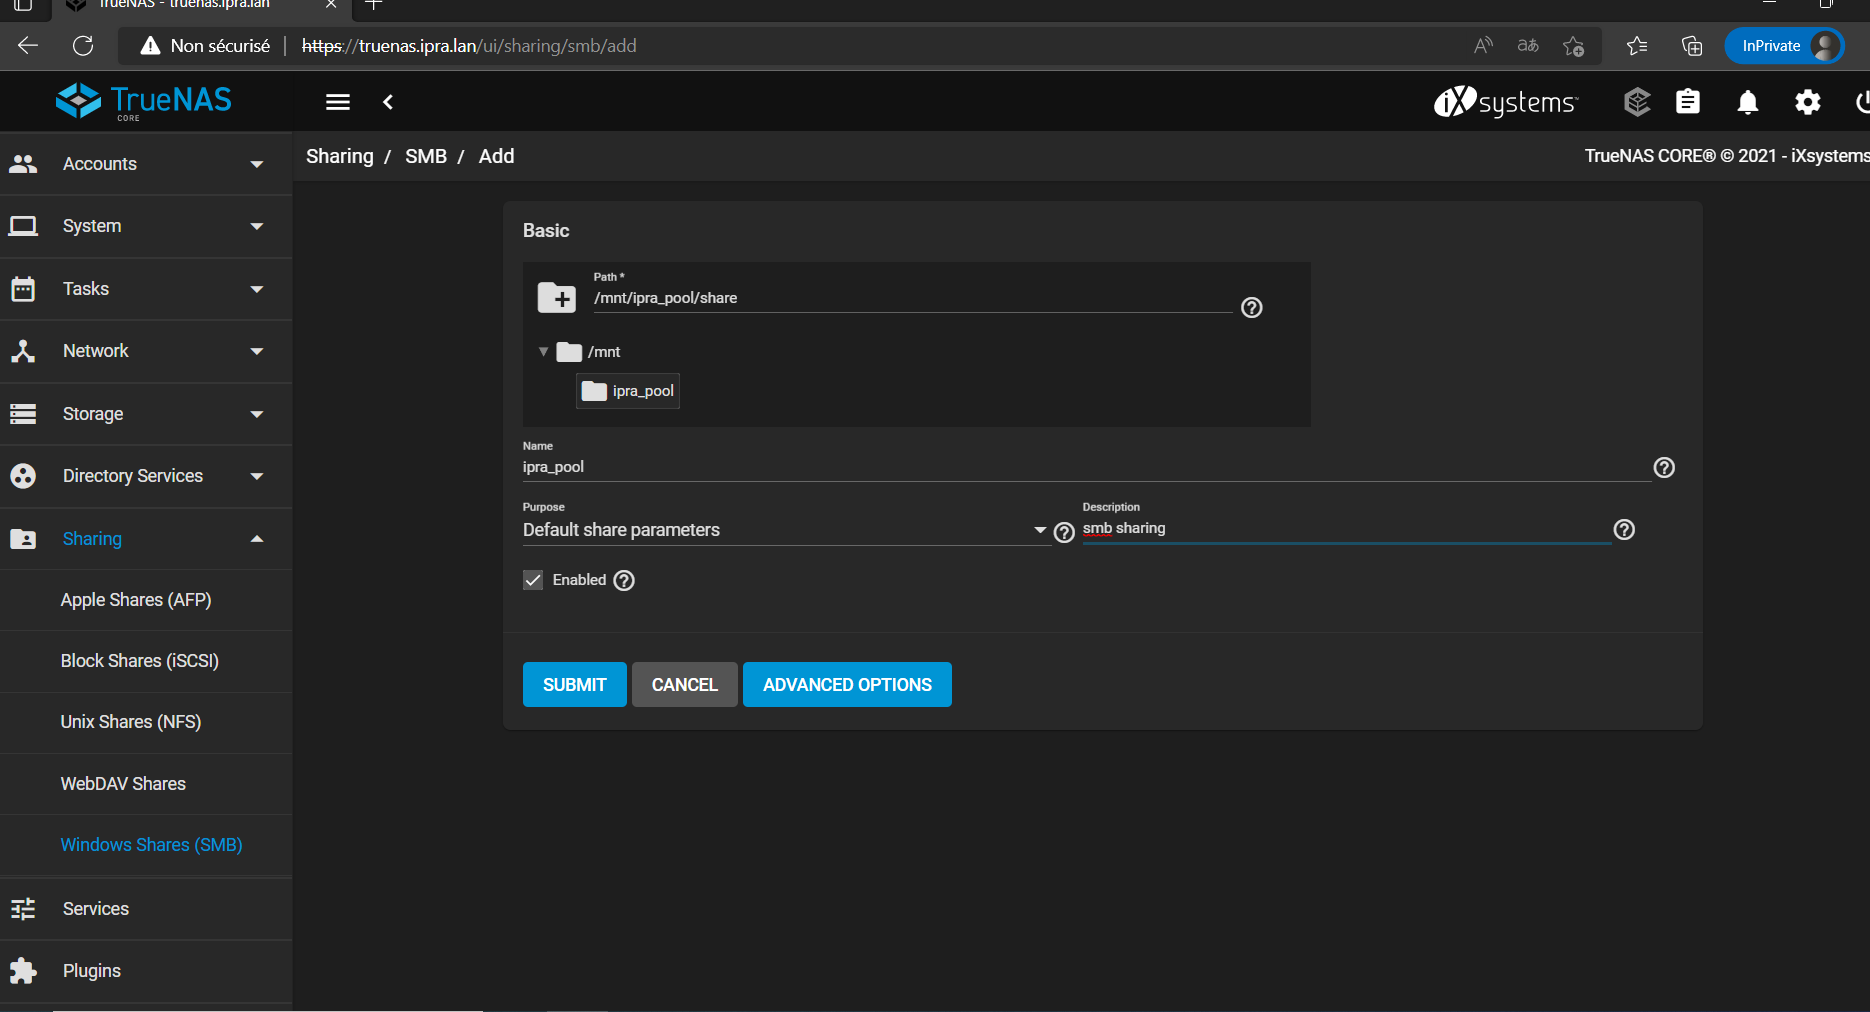 TrueNAS - truenas.ipra.lan
Non sécurisé
https://truenas.ipra.lan/ui/sharing/smb/add
InPrivate
TrueNAS
CORE
iXsystems
Accounts
Sharing / SMB / Add
TrueNAS CORE® © 2021 - iXsystems
System
Tasks
Network
Storage
Directory Services
Sharing
Apple Shares (AFP)
Block Shares (iSCSI)
Unix Shares (NFS)
WebDAV Shares
Windows Shares (SMB)
Services
Plugins
Basic
Path *
/mnt/ipra_pool/share
/mnt
ipra_pool
Name
ipra_pool
Purpose
Default share parameters
Description
smb sharing
Enabled
SUBMIT
CANCEL
ADVANCED OPTIONS